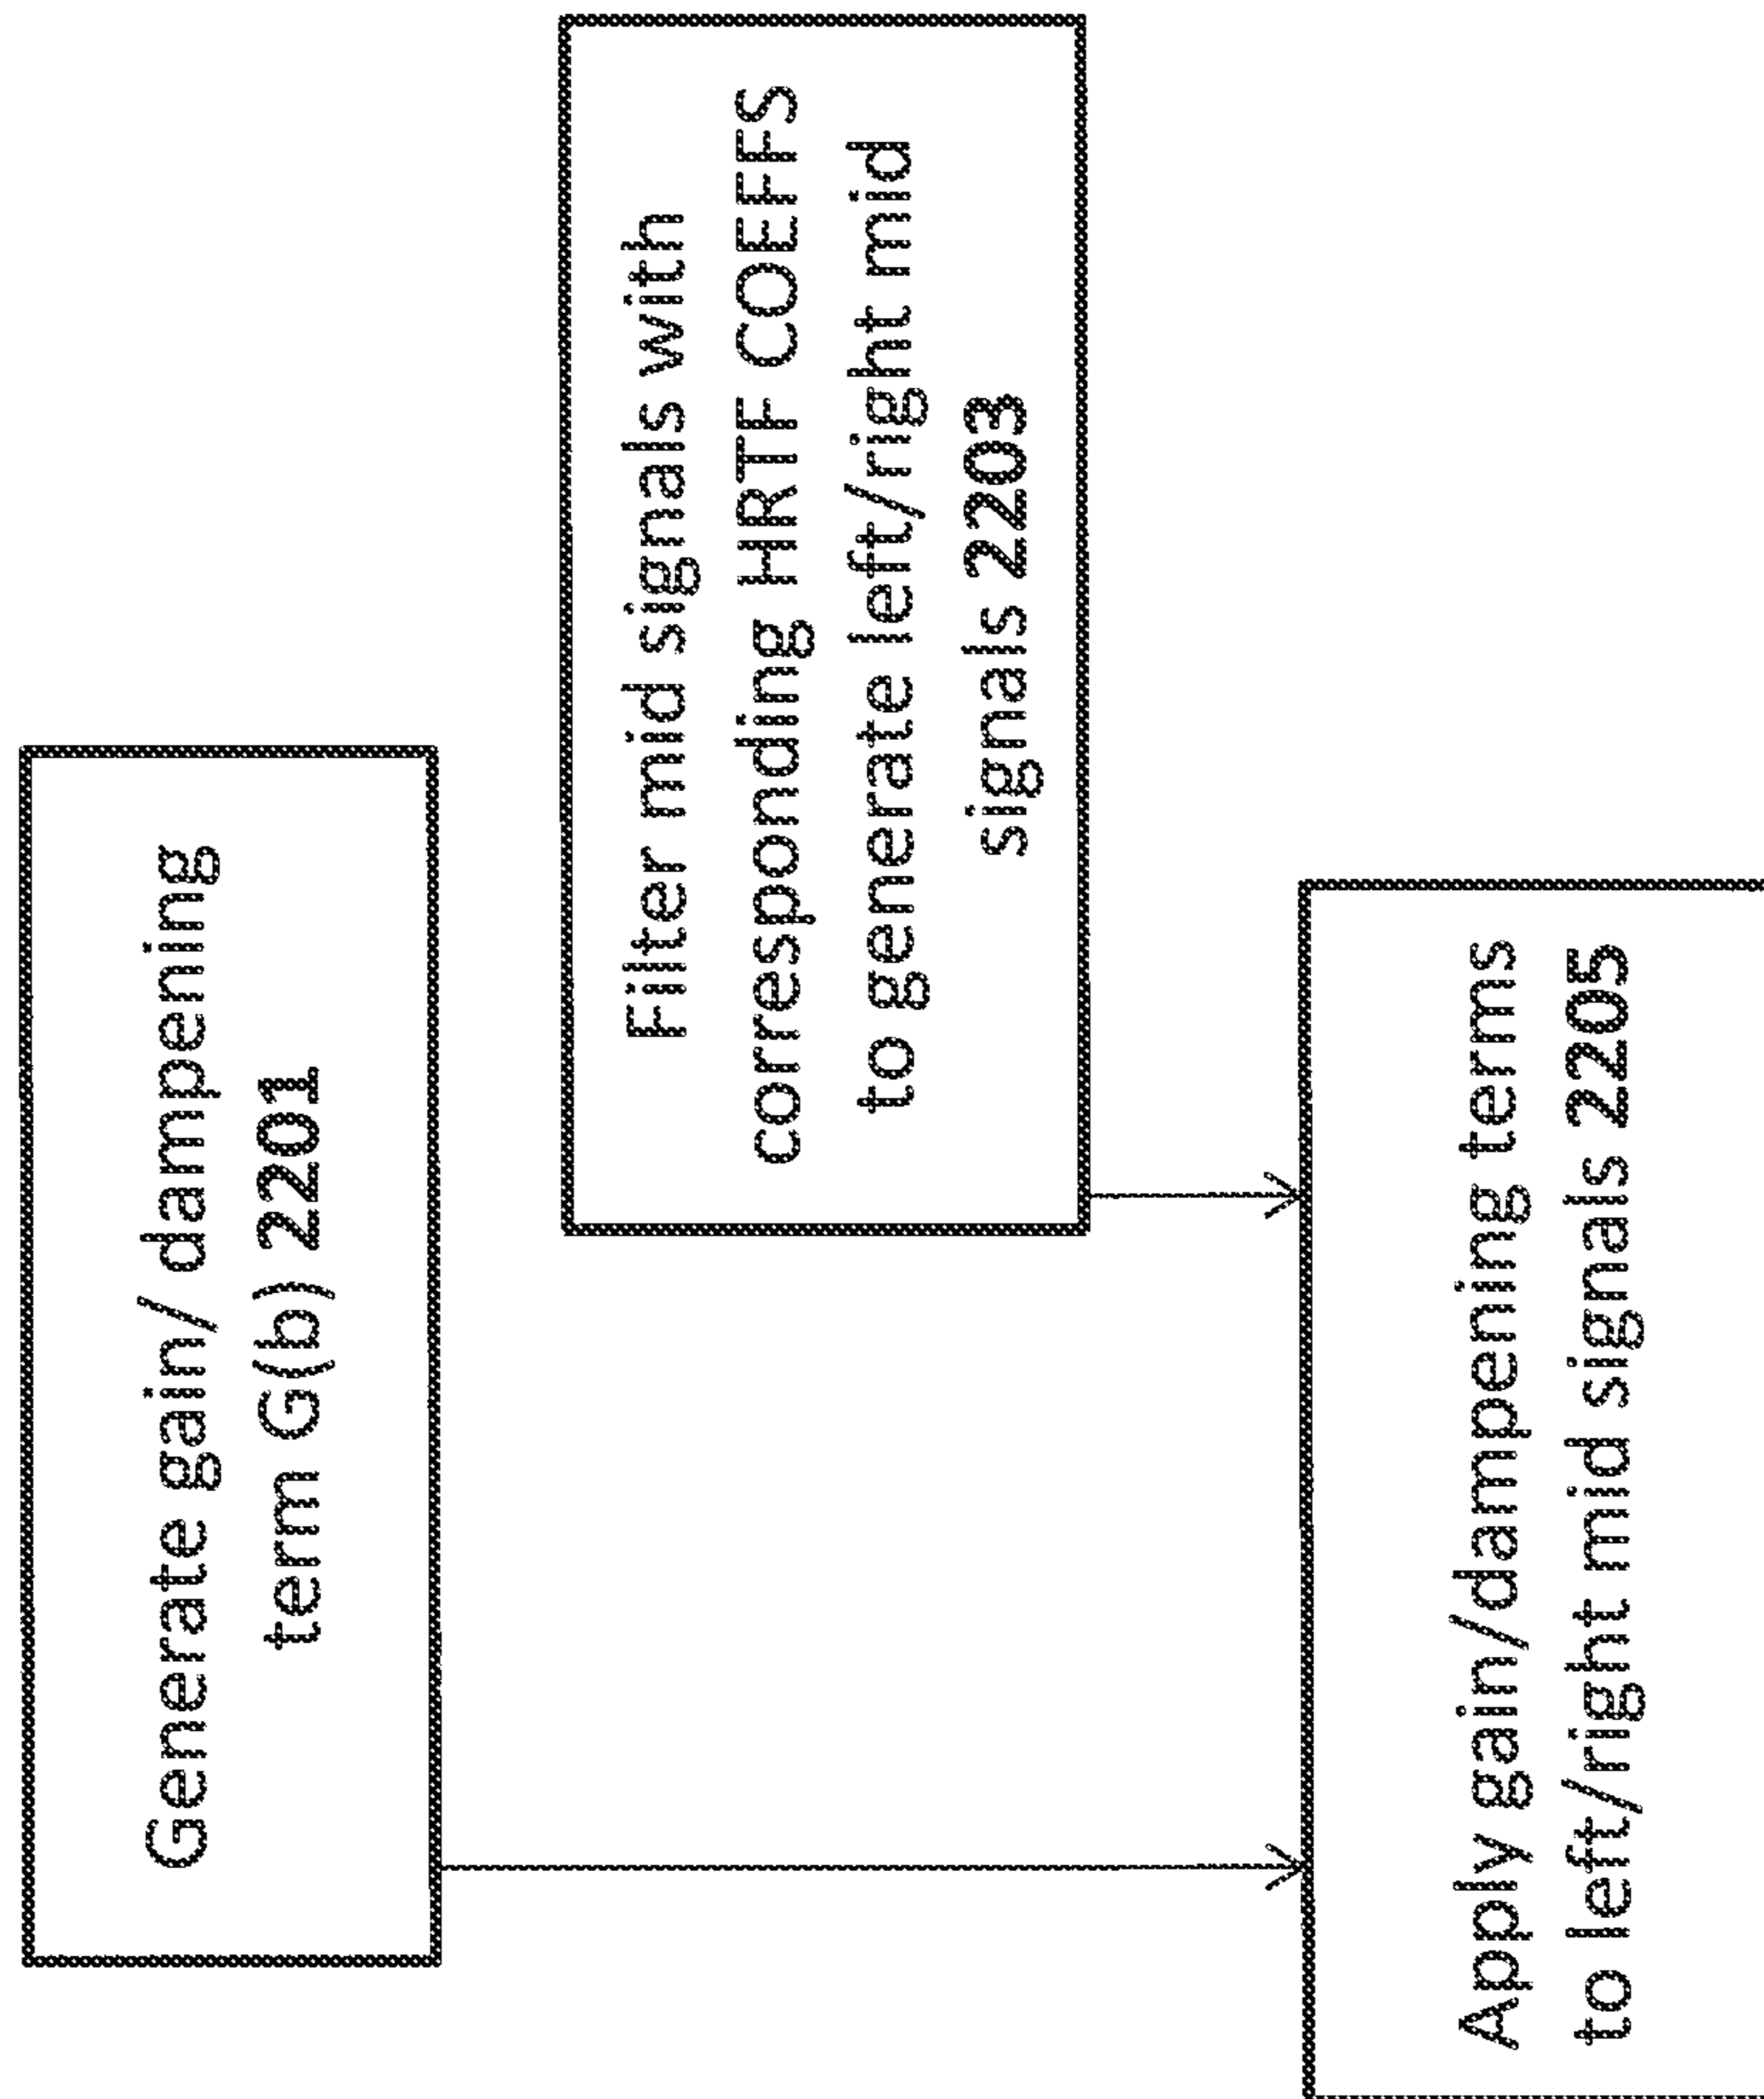 Generate gain/ dampening
term G(b) 2201
Filter mid signals with
corresponding HRTF COEFFS
to generate left/right mid
signals 2203
Apply gain/dampening terms
to left/right mid signals 2205